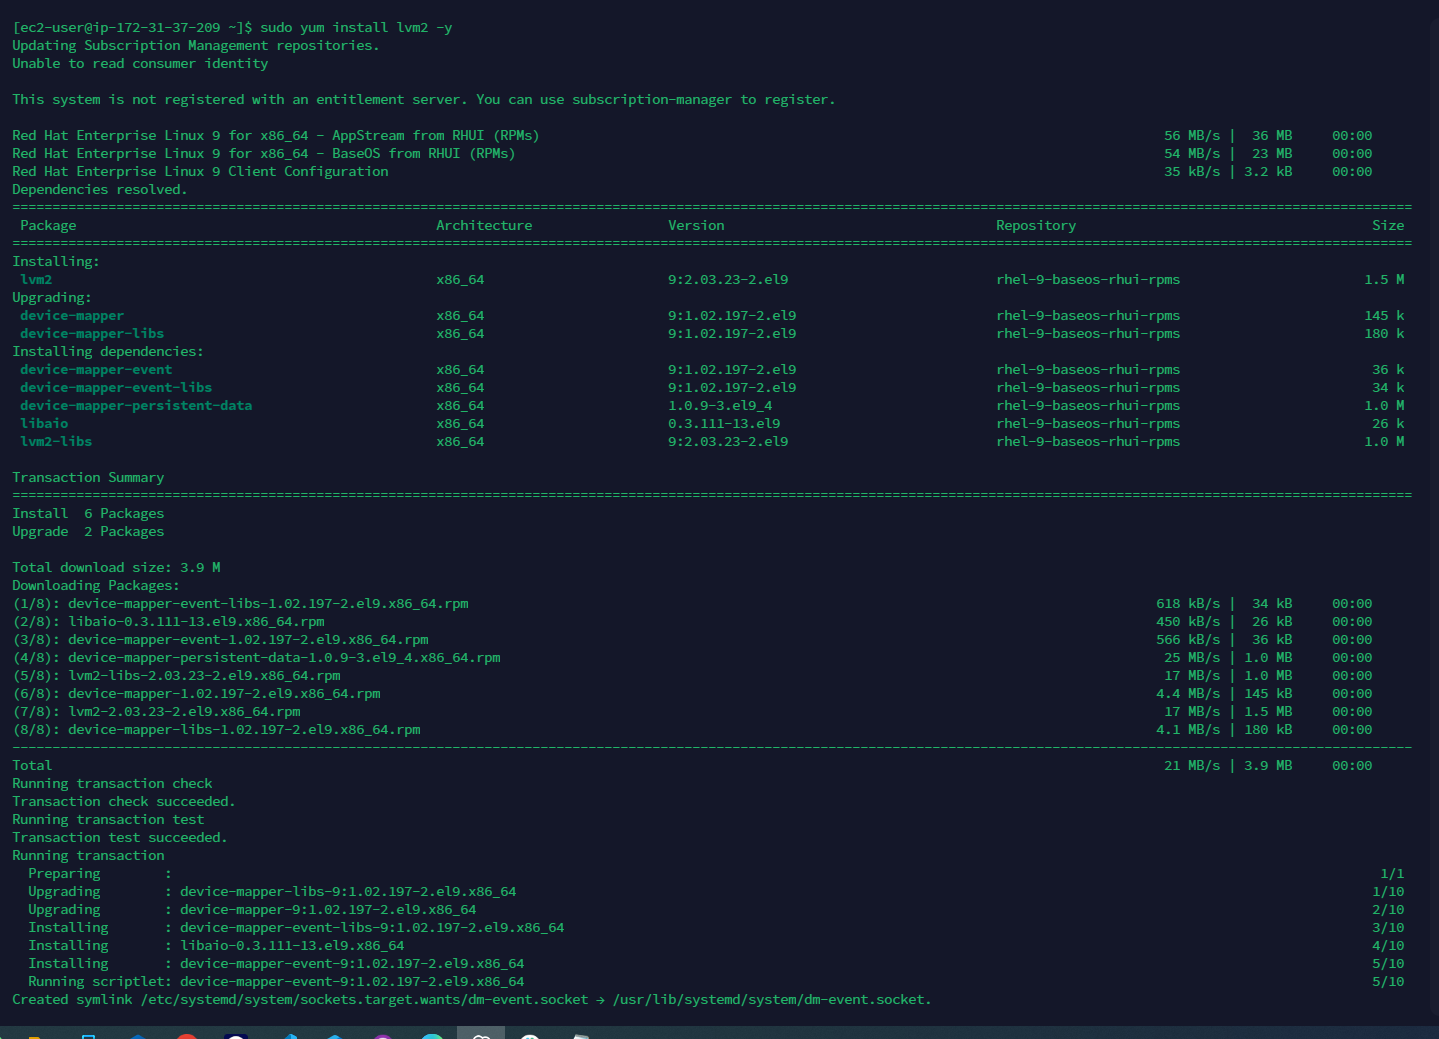 [ec2-user@ip-172-31-37-209 ~]$ sudo yum install lvm2 -y
Updating Subscription Management repositories.
Unable to read consumer identity
This system is not registered with an entitlement server. You can use subscription-manager to register.
Red Hat Enterprise Linux 9 for x86_64 - AppStream from RHUI (RPMs) 56 MB/s | 36 MB 00:00
Red Hat Enterprise Linux 9 for x86_64 - BaseOS from RHUI (RPMs) 54 MB/s | 23 MB 00:00
Red Hat Enterprise Linux 9 Client Configuration 35 kB/s | 3.2 kB 00:00
Dependencies resolved.
Package Architecture Version Repository Size
Installing:
lvm2 x86_64 9:2.03.23-2.el9 rhel-9-baseos-rhui-rpms 1.5 M
Upgrading:
device-mapper x86_64 9:1.02.197-2.el9 rhel-9-baseos-rhui-rpms 145 k
device-mapper-libs x86_64 9:1.02.197-2.el9 rhel-9-baseos-rhui-rpms 180 k
Installing dependencies:
device-mapper-event x86_64 9:1.02.197-2.el9 rhel-9-baseos-rhui-rpms 36 k
device-mapper-event-libs x86_64 9:1.02.197-2.el9 rhel-9-baseos-rhui-rpms 34 k
device-mapper-persistent-data x86_64 1.0.9-3.el9_4 rhel-9-baseos-rhui-rpms 1.0 M
libaio x86_64 0.3.111-13.el9 rhel-9-baseos-rhui-rpms 26 k
lvm2-libs x86_64 9:2.03.23-2.el9 rhel-9-baseos-rhui-rpms 1.0 M
Transaction Summary
Install 6 Packages
Upgrade 2 Packages
Total download size: 3.9 M
Downloading Packages:
(1/8): device-mapper-event-libs-1.02.197-2.el9.x86_64.rpm 618 kB/s | 34 kB 00:00
(2/8): libaio-0.3.111-13.el9.x86_64.rpm 450 kB/s | 26 kB 00:00
(3/8): device-mapper-event-1.02.197-2.el9.x86_64.rpm 566 kB/s | 36 kB 00:00
(4/8): device-mapper-persistent-data-1.0.9-3.el9_4.x86_64.rpm 25 MB/s | 1.0 MB 00:00
(5/8): lvm2-libs-2.03.23-2.el9.x86_64.rpm 17 MB/s | 1.0 MB 00:00
(6/8): device-mapper-1.02.197-2.el9.x86_64.rpm 4.4 MB/s | 145 kB 00:00
(7/8): lvm2-2.03.23-2.el9.x86_64.rpm 17 MB/s | 1.5 MB 00:00
(8/8): device-mapper-libs-1.02.197-2.el9.x86_64.rpm 4.1 MB/s | 180 kB 00:00
Total 21 MB/s | 3.9 MB 00:00
Running transaction check
Transaction check succeeded.
Running transaction test
Transaction test succeeded.
Running transaction
Preparing : 1/1
Upgrading : device-mapper-libs-9:1.02.197-2.el9.x86_64 1/10
Upgrading : device-mapper-9:1.02.197-2.el9.x86_64 2/10
Installing : device-mapper-event-libs-9:1.02.197-2.el9.x86_64 3/10
Installing : libaio-0.3.111-13.el9.x86_64 4/10
Installing : device-mapper-event-9:1.02.197-2.el9.x86_64 5/10
Running scriptlet: device-mapper-event-9:1.02.197-2.el9.x86_64 5/10
Created symlink /etc/systemd/system/sockets.target.wants/dm-event.socket → /usr/lib/systemd/system/dm-event.socket.